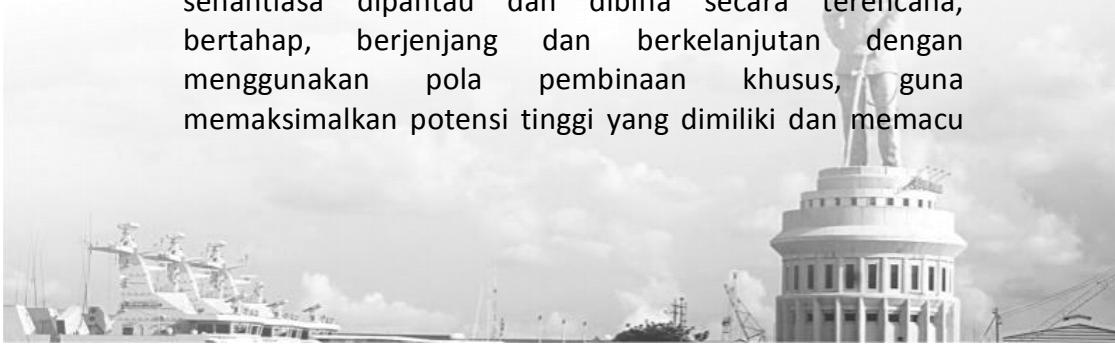 senantiasa dipantau dan dibina secara terencana,
bertahap, berjenjang dan berkelanjutan dengan
menggunakan pola pembinaan khusus, guna
memaksimalkan potensi tinggi yang dimiliki dan memacu